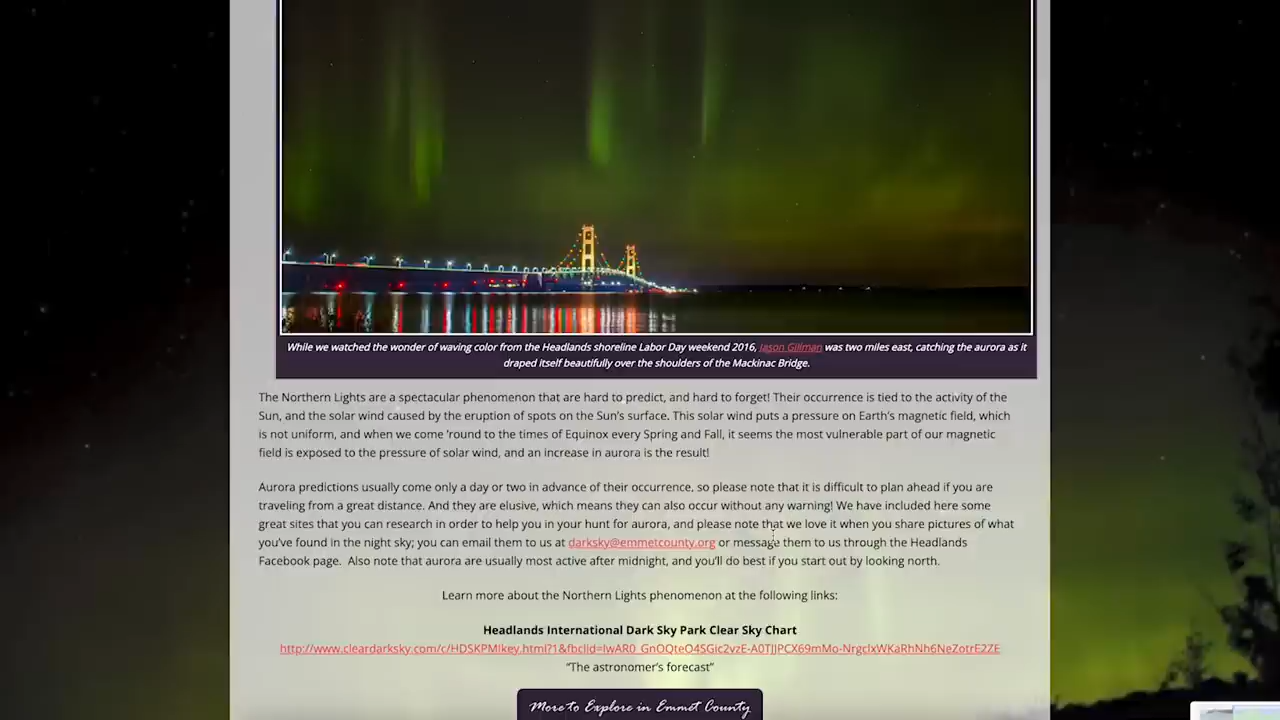 While we watched the wonder of waving color from the Headlands shoreline Labor Day weekend 2016, Jason Gillman was two miles east, catching the aurora as it
draped itself beautifully over the shoulders of the Mackinac Bridge.
The Northern Lights are a spectacular phenomenon that are hard to predict, and hard to forget! Their occurrence is tied to the activity of the
Sun, and the solar wind caused by the eruption of spots on the Sun's surface. This solar wind puts a pressure on Earth's magnetic field, which
is not uniform, and when we come 'round to the times of Equinox every Spring and Fall, it seems the most vulnerable part of our magnetic
field is exposed to the pressure of solar wind, and an increase in aurora is the result!
Aurora predictions usually come only a day or two in advance of their occurrence, so please note that it is difficult to plan ahead if you are
traveling from a great distance. And they are elusive, which means they can also occur without any warning! We have included here some
great sites that you can research in order to help you in your hunt for aurora, and please note that we love it when you share pictures of what
you've found in the night sky; you can email them to us at darksky@emmetcounty.org or message them to us through the Headlands
Facebook page. Also note that aurora are usually most active after midnight, and you'll do best if you start out by looking north.
Learn more about the Northern Lights phenomenon at the following links:
Headlands International Dark Sky Park Clear Sky Chart
http://www.cleardarksky.com/c/HDSKPMIkey.html?1&fbclid=IwAR0_GnOQteO4SGic2vzE-A0TJJPCX69mMo-NrgclxWKaRhNh6NeZotrE2ZE
"The astronomer's forecast"
More to Explore in Emmet County